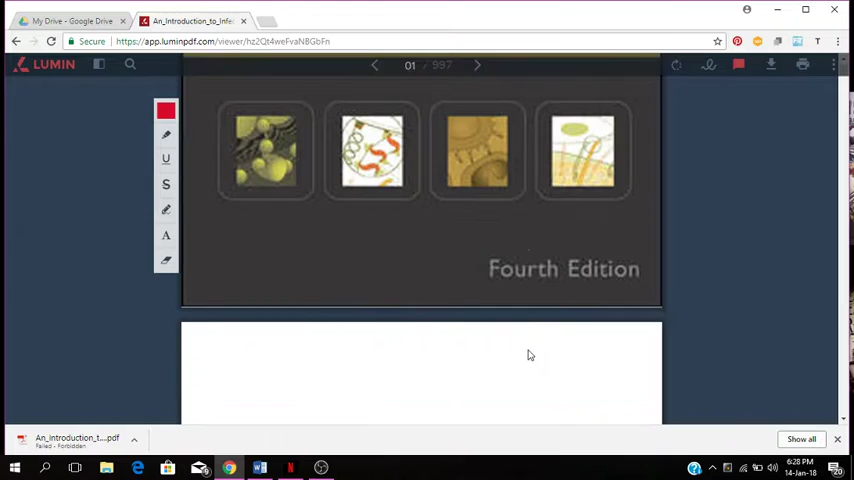 My Drive - Google Drive
An_Introduction_to_Infec
Secure
https://app.luminpdf.com/viewer/hz2Qt4weFvaNBGbFn
LUMIN
01 / 997
U
S
A
Fourth Edition
An_Introduction_t....pdf
Failed - Forbidden
Show all
6:28 PM
14-Jan-18
20